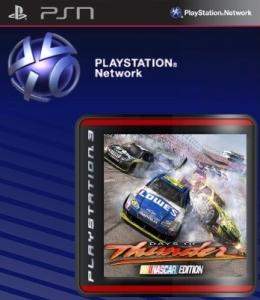 PSN
PlayStation®Network
PLAYSTATION®
Network
PLAYSTATION 3
LOWE'S
DAYS OF
Thunder
NASCAR EDITION